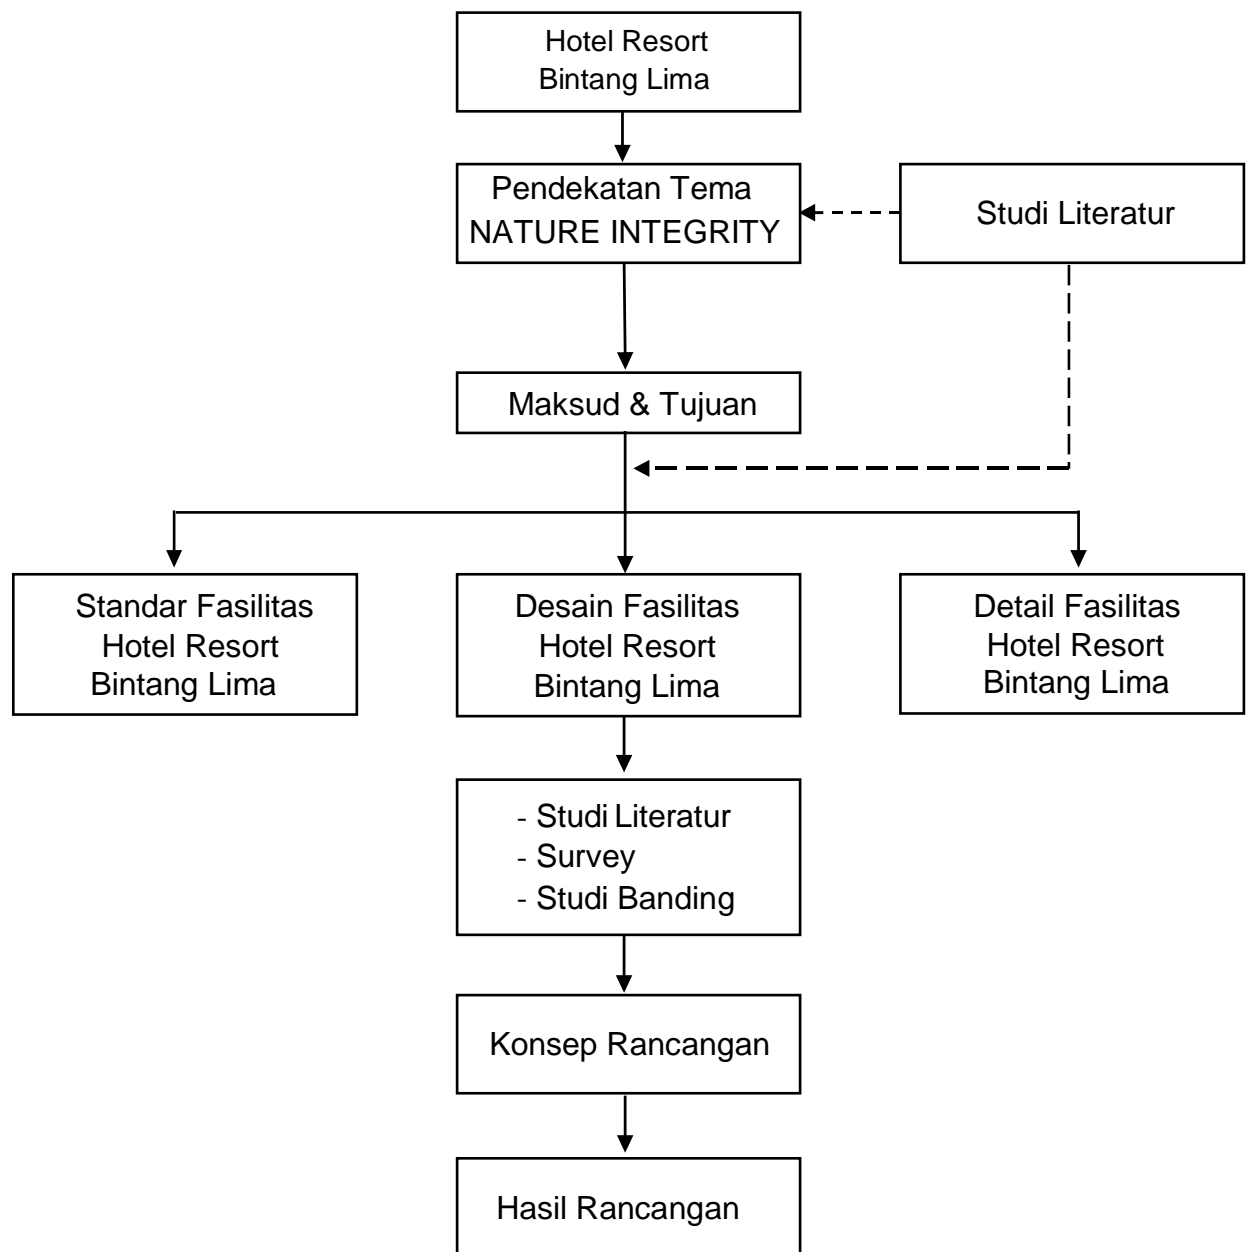 Hotel Resort
Bintang Lima
Pendekatan Tema
NATURE INTEGRITY
Studi Literatur
Maksud & Tujuan
Standar Fasilitas
Hotel Resort
Bintang Lima
Desain Fasilitas
Hotel Resort
Bintang Lima
Detail Fasilitas
Hotel Resort
Bintang Lima
- Studi Literatur
- Survey
- Studi Banding
Konsep Rancangan
Hasil Rancangan